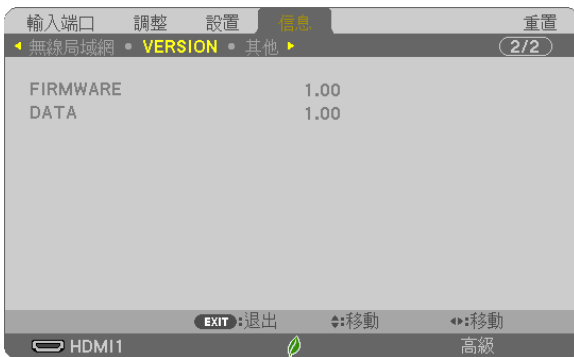 輸入端口 調整 設置 信息 重置
無線局域網 • VERSION • 其他 2/2
FIRMWARE 1.00
DATA 1.00
EXIT :退出 :移動 :移動
HDMI1 高級